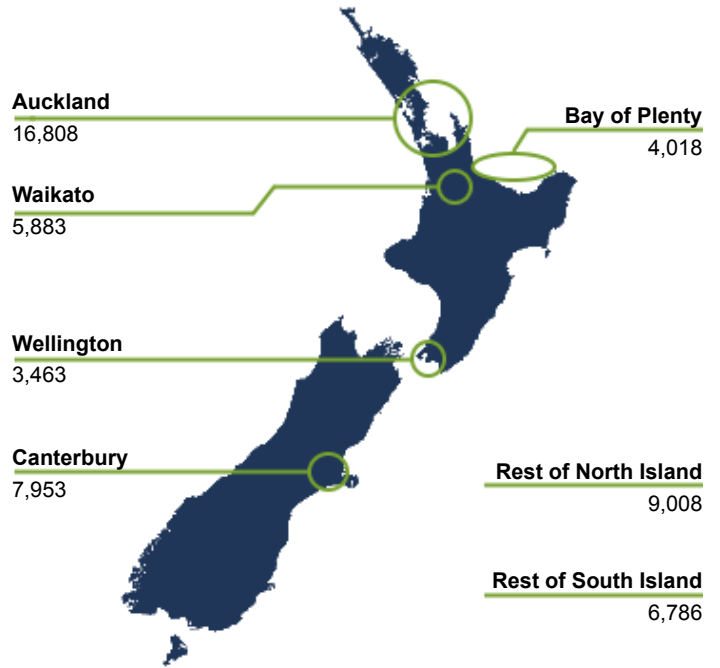 Auckland
16,808
Bay of Plenty
4,018
Waikato
5,883
Wellington
3,463
Canterbury
7,953
Rest of North Island
9,008
Rest of South Island
6,786